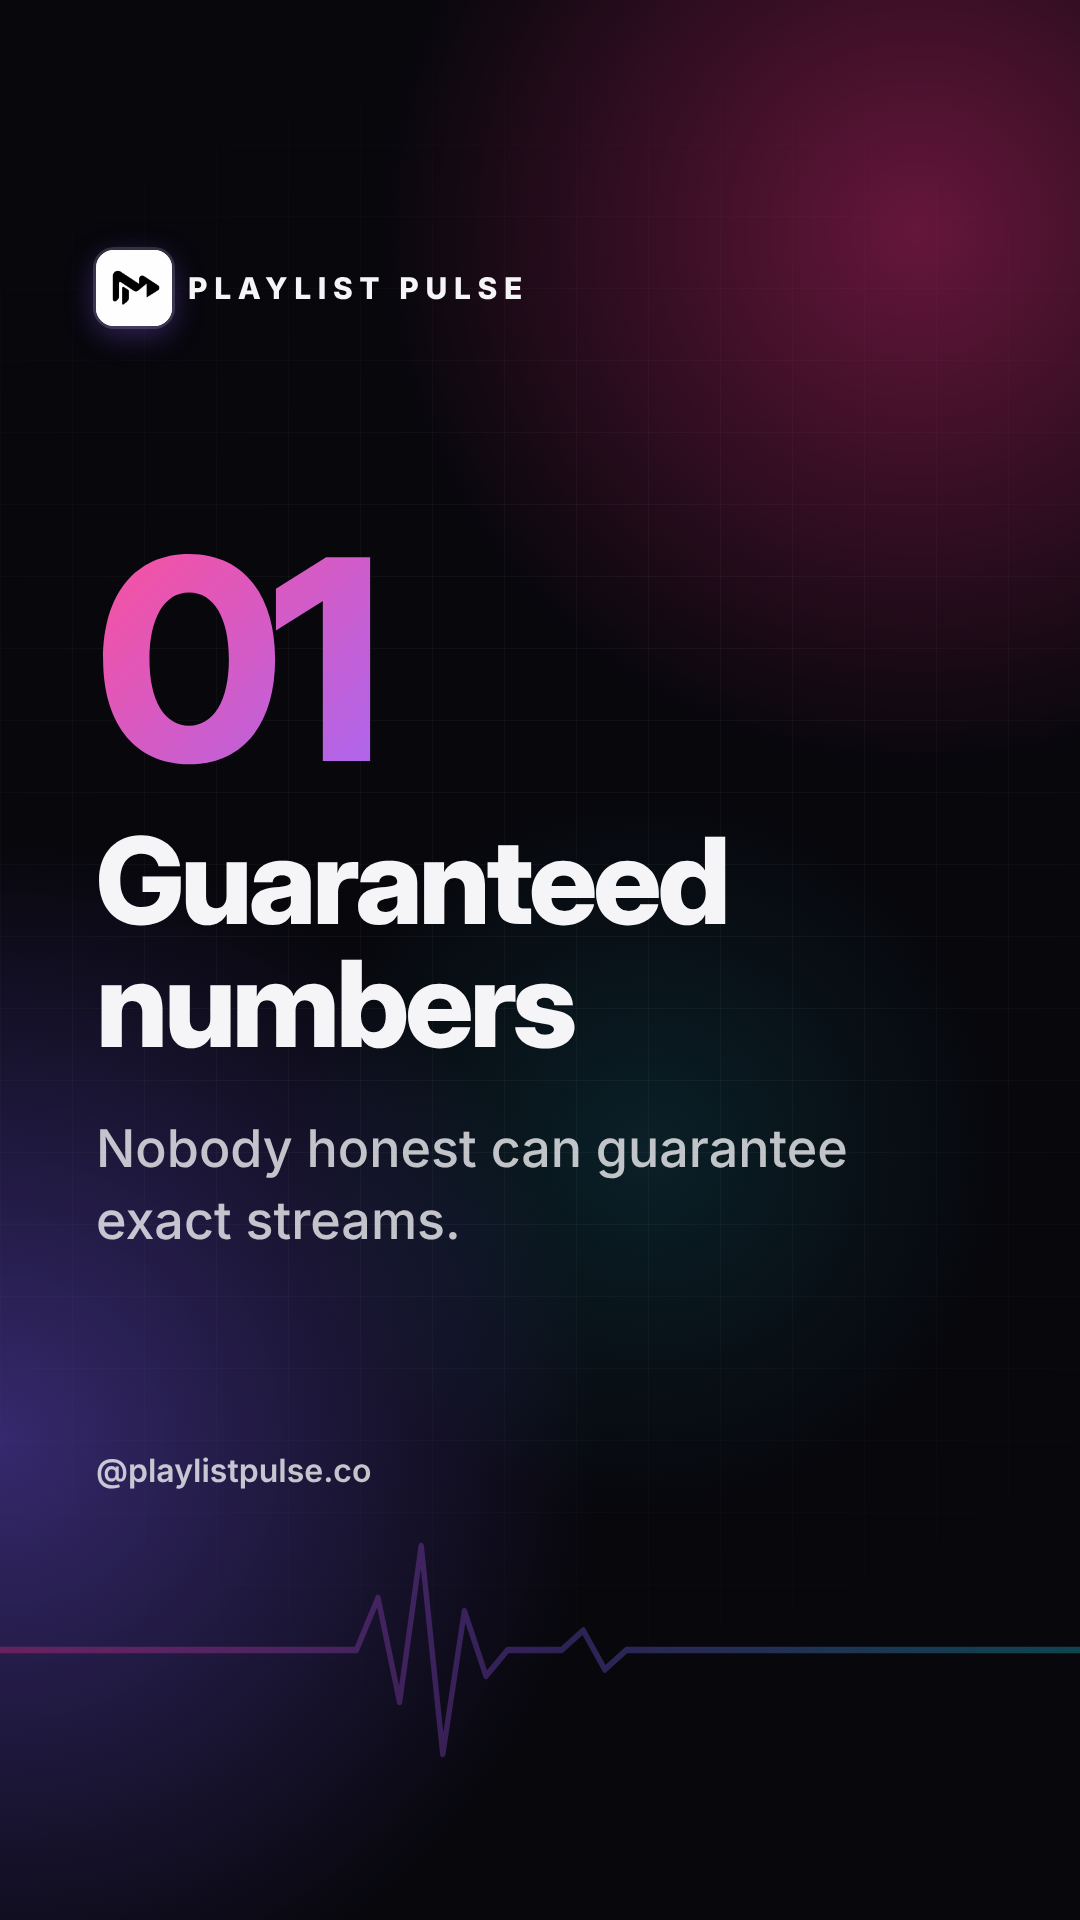 PLAYLIST PULSE
01
Guaranteed
numbers
Nobody honest can guarantee
exact streams.
@playlistpulse.co